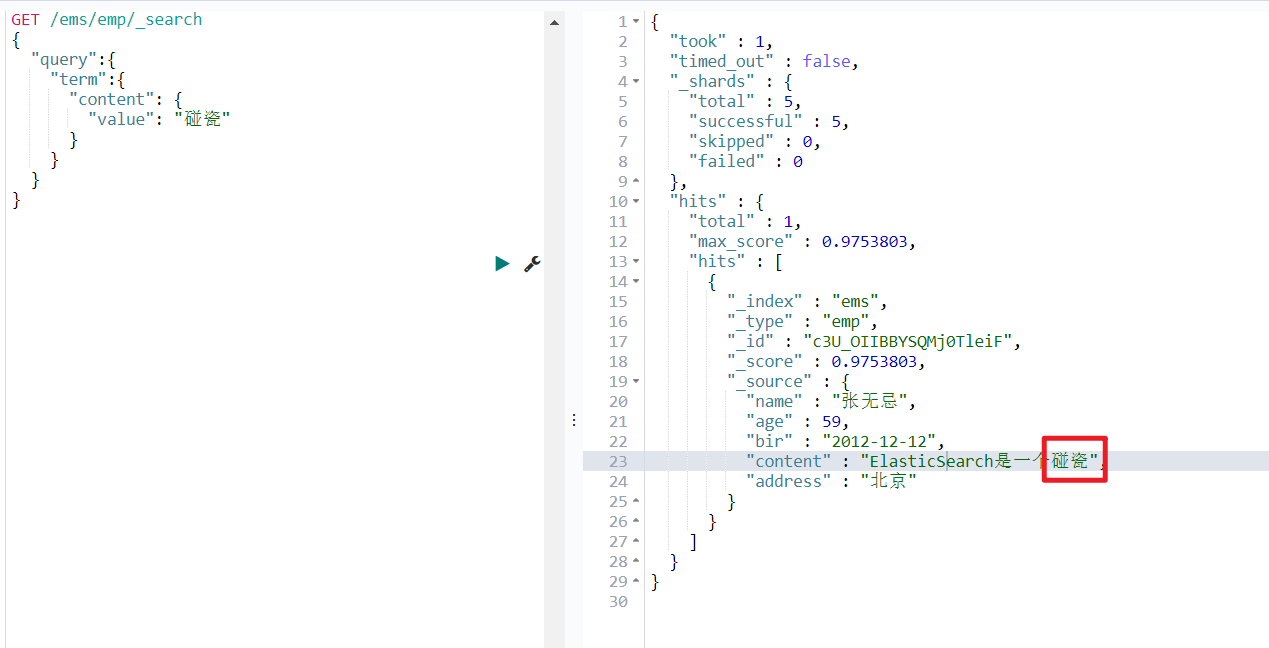 GET /ems/emp/_search
{
  "query":{
    "term":{
      "content": {
        "value": "碰瓷"
      }
    }
  }
}
1 {
2   "took" : 1,
3   "timed_out" : false,
4   "_shards" : {
5     "total" : 5,
6     "successful" : 5,
7     "skipped" : 0,
8     "failed" : 0
9   },
10   "hits" : {
11     "total" : 1,
12     "max_score" : 0.9753803,
13     "hits" : [
14       {
15         "_index" : "ems",
16         "_type" : "emp",
17         "_id" : "c3U_OIIBBYSQMj0TleiF",
18         "_score" : 0.9753803,
19         "_source" : {
20           "name" : "张无忌",
21           "age" : 59,
22           "bir" : "2012-12-12",
23           "content" : "ElasticSearch是一个碰瓷",
24           "address" : "北京"
25         }
26       }
27     ]
28   }
29 }
30